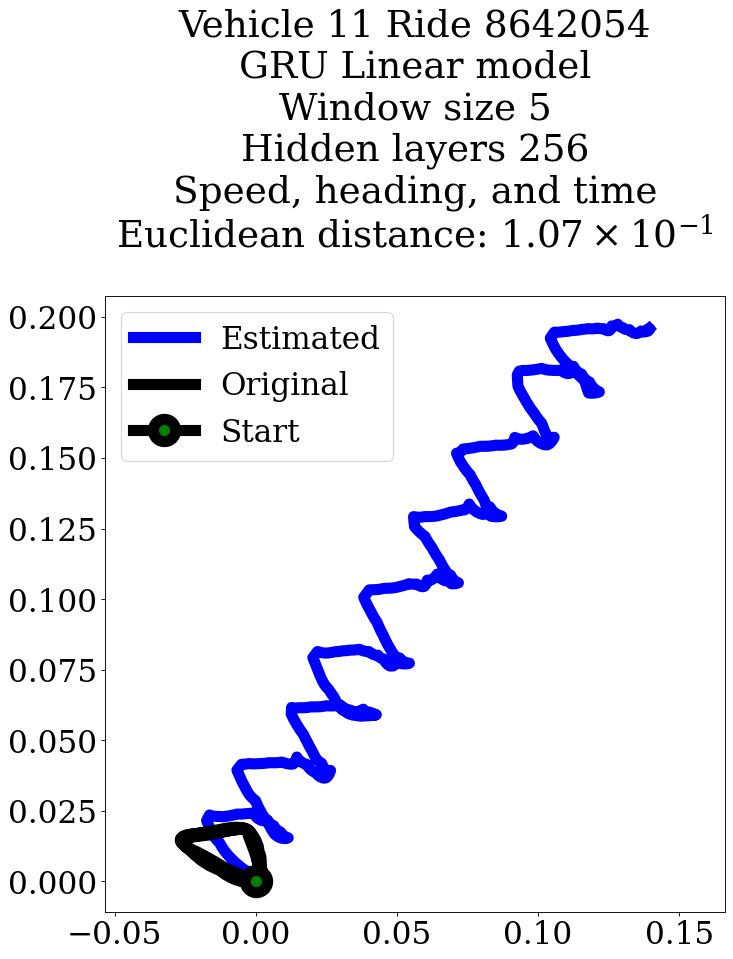 Vehicle 11 Ride 8642054
GRU Linear model
Window size 5
Hidden layers 256
Speed, heading, and time
Euclidean distance: 1.07 × 10⁻¹
Estimated
Original
Start
0.200
0.175
0.150
0.125
0.100
0.075
0.050
0.025
0.000
−0.05 0.00 0.05 0.10 0.15